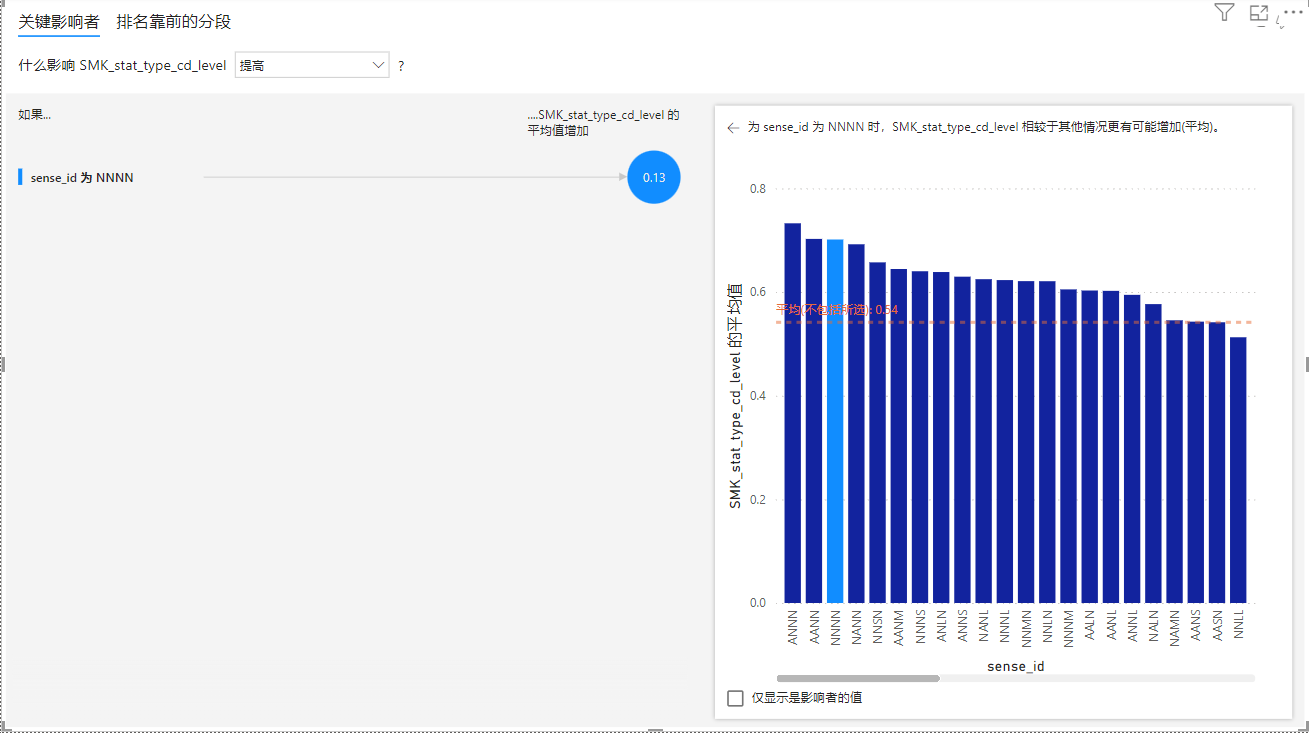 关键影响者 排名靠前的分段
什么影响 SMK_stat_type_cd_level 提高 ?
如果...
....SMK_stat_type_cd_level 的
平均值增加
sense_id 为 NNNN
0.13
为 sense_id 为 NNNN 时，SMK_stat_type_cd_level 相较于其他情况更有可能增加(平均)。
SMK_stat_type_cd_level 的平均值
0.8
0.6
0.4
0.2
0.0
平均(不包括所选): 0.54
ANNN
AANN
NNNN
NANN
NNSN
AANM
NNNS
ANLN
ANNS
NANL
NNNL
NNMN
NNLN
NNNM
AALN
AANL
ANNL
NALN
NAMN
AANS
AASN
NNLL
sense_id
仅显示是影响者的值